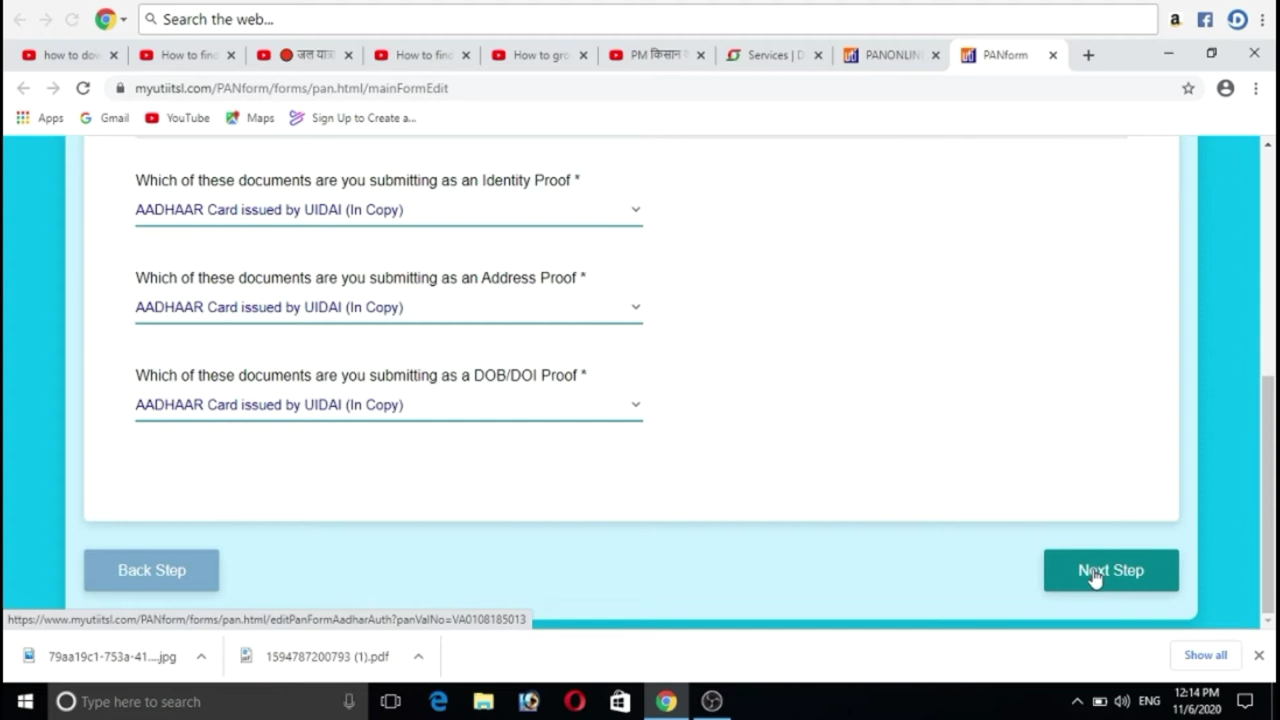 Search the web...
how to do
How to find
जल यात्रा
How to find
How to gro
PM किसान
Services | D
PANONLIN
PANform
myutiitsl.com/PANform/forms/pan.html/mainFormEdit
Apps
Gmail
YouTube
Maps
Sign Up to Create a...
Which of these documents are you submitting as an Identity Proof *
AADHAAR Card issued by UIDAI (In Copy)
Which of these documents are you submitting as an Address Proof *
AADHAAR Card issued by UIDAI (In Copy)
Which of these documents are you submitting as a DOB/DOI Proof *
AADHAAR Card issued by UIDAI (In Copy)
Back Step
Next Step
https://www.myutiitsl.com/PANform/forms/pan.html/editPanFormAadharAuth?panValNo=VA0108185013
79aa19c1-753a-41....jpg
1594787200793 (1).pdf
Show all
Type here to search
ENG
12:14 PM
11/6/2020